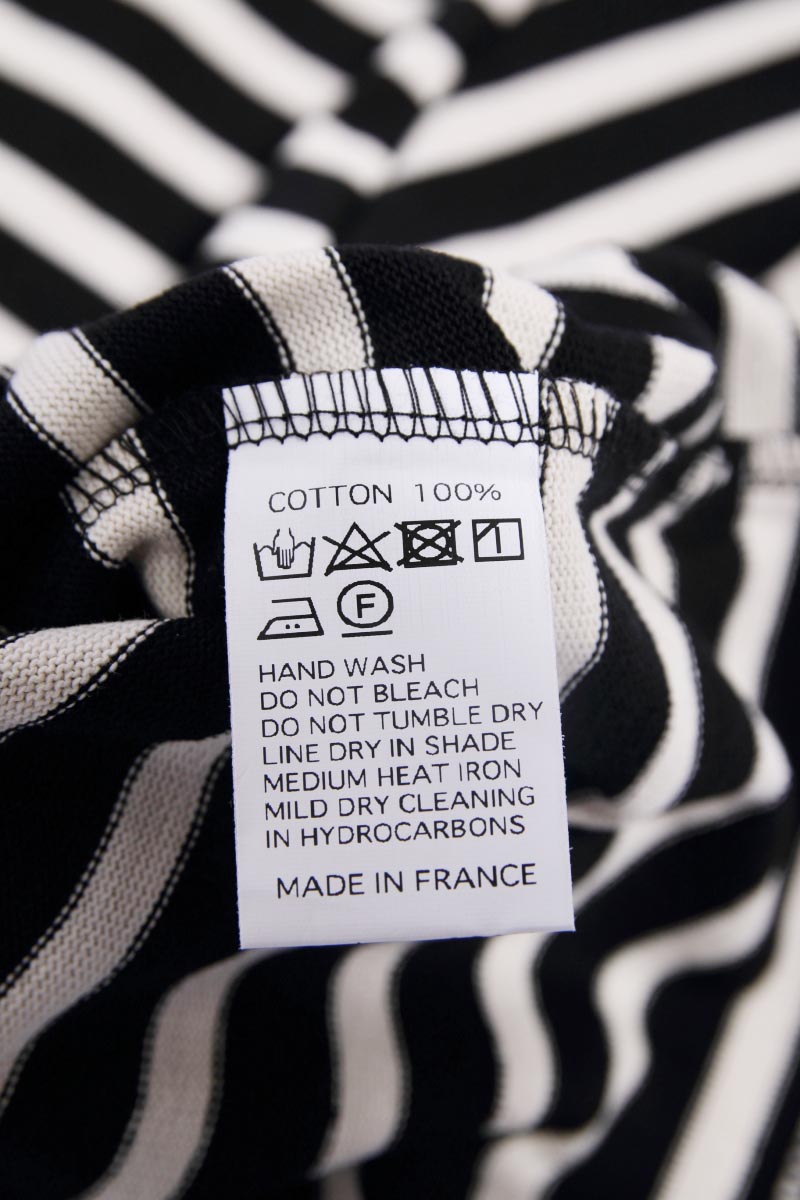 COTTON 100%
F
HAND WASH
DO NOT BLEACH
DO NOT TUMBLE DRY
LINE DRY IN SHADE
MEDIUM HEAT IRON
MILD DRY CLEANING
IN HYDROCARBONS
MADE IN FRANCE